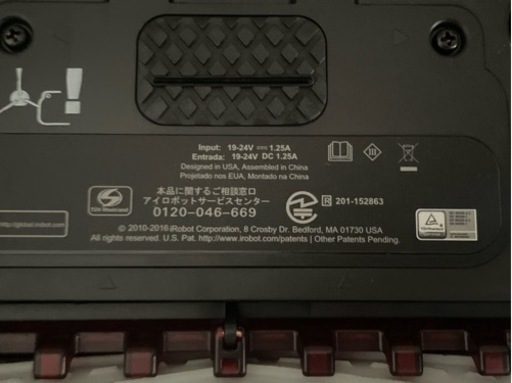 Input: 19-24V ⎓ 1.25A
Entrada: 19-24V DC 1.25A
Designed in USA, Assembled in China
Projetado nos EUA, Montado na China
本品に関するご相談窓口
アイロボットサービスセンター
0120-046-669
R 201-152863
http://global.irobot.com
© 2010-2016 iRobot Corporation, 8 Crosby Dr. Bedford, MA 01730 USA
All rights reserved. U.S. Pat. http://www.irobot.com/patents | Other Patents Pending.